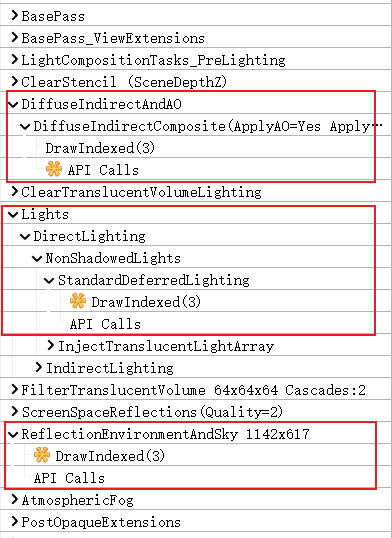 BasePass
BasePass_ViewExtensions
LightCompositionTasks_PreLighting
ClearStencil (SceneDepthZ)
DiffuseIndirectAndAO
DiffuseIndirectComposite(ApplyAO=Yes Apply⋯
DrawIndexed(3)
API Calls
ClearTranslucentVolumeLighting
Lights
DirectLighting
NonShadowedLights
StandardDeferredLighting
DrawIndexed(3)
API Calls
InjectTranslucentLightArray
IndirectLighting
FilterTranslucentVolume 64x64x64 Cascades:2
ScreenSpaceReflections(Quality=2)
ReflectionEnvironmentAndSky 1142x617
DrawIndexed(3)
API Calls
AtmosphericFog
PostOpaqueExtensions